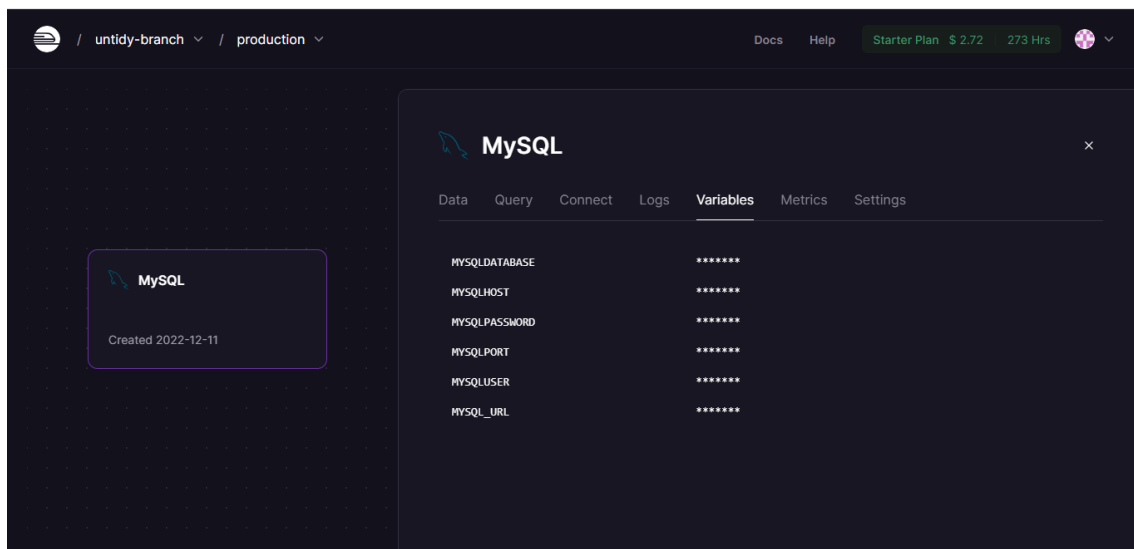 / untidy-branch / production
Docs Help Starter Plan $ 2.72 273 Hrs
MySQL
Created 2022-12-11
MySQL
Data Query Connect Logs Variables Metrics Settings
MYSQLDATABASE *******
MYSQLHOST *******
MYSQLPASSWORD *******
MYSQLPORT *******
MYSQLUSER *******
MYSQL_URL *******